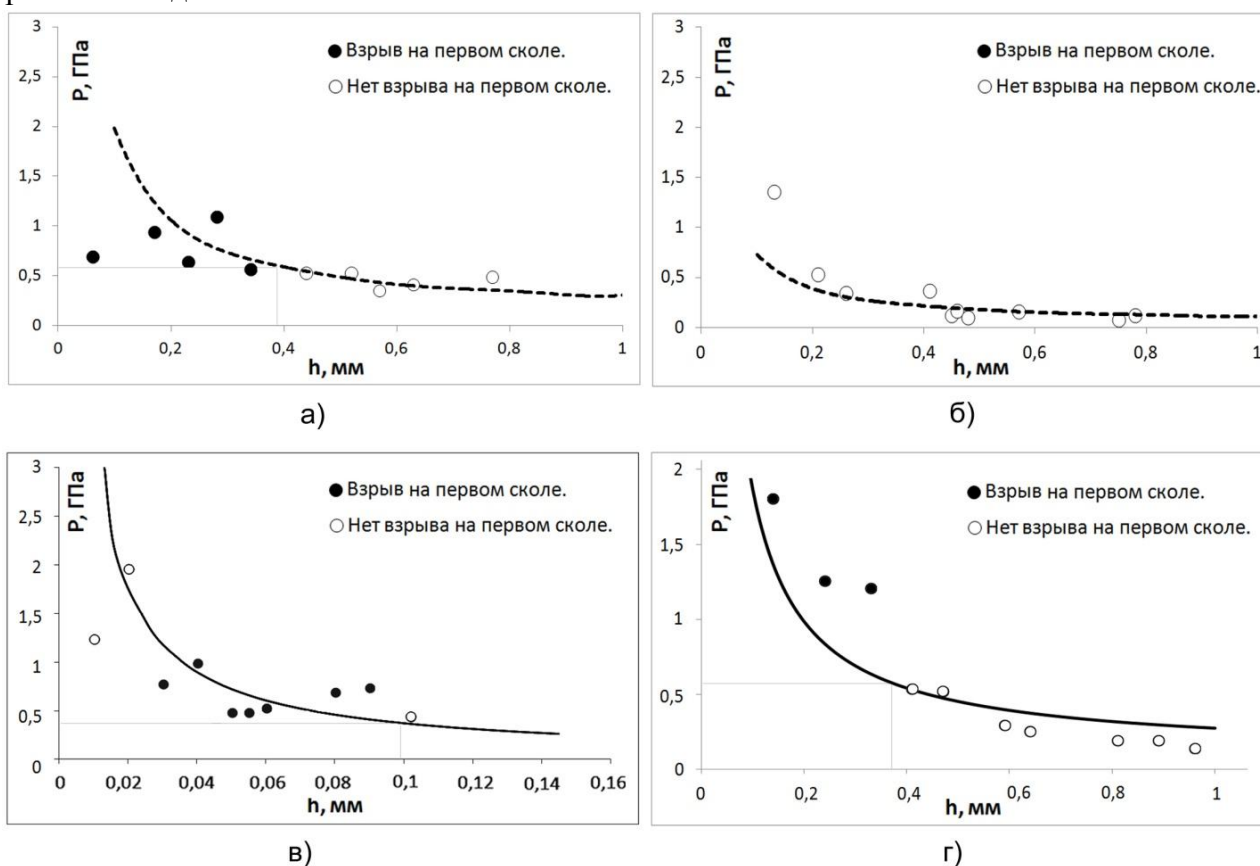 3
2,5
2
1,5
1
0,5
0
Р, ГПа
Взрыв на первом сколе.
Нет взрыва на первом сколе.
0
0,2
0,4
0,6
0,8
1
h, мм
а)
3
2,5
2
1,5
1
0,5
0
Р, ГПа
Взрыв на первом сколе.
Нет взрыва на первом сколе.
0
0,2
0,4
0,6
0,8
1
h, мм
б)
3
2,5
2
1,5
1
0,5
0
Р, ГПа
Взрыв на первом сколе.
Нет взрыва на первом сколе.
0
0,02
0,04
0,06
0,08
0,1
0,12
0,14
0,16
h, мм
в)
2
1,5
1
0,5
0
Р, ГПа
Взрыв на первом сколе.
Нет взрыва на первом сколе.
0
0,2
0,4
0,6
0,8
1
h, мм
г)